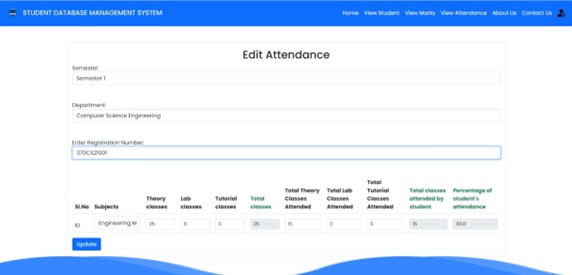 STUDENT DATABASE MANAGEMENT SYSTEM
Home View Student View Marks View Attendance About Us Contact Us
Edit Attendance
Semester:
Semester 1
Department:
Computer Science Engineering
Enter Registration Number:
370CS21001
Sl.No Subjects Theory classes Lab classes Tutorial classes Total classes Total Theory Classes Attended Total Lab Classes Attended Total Tutorial Classes Attended Total classes attended by student Percentage of student's attendance
ID Engineering M 25 0 0 25 15 0 0 15 60.0
Update